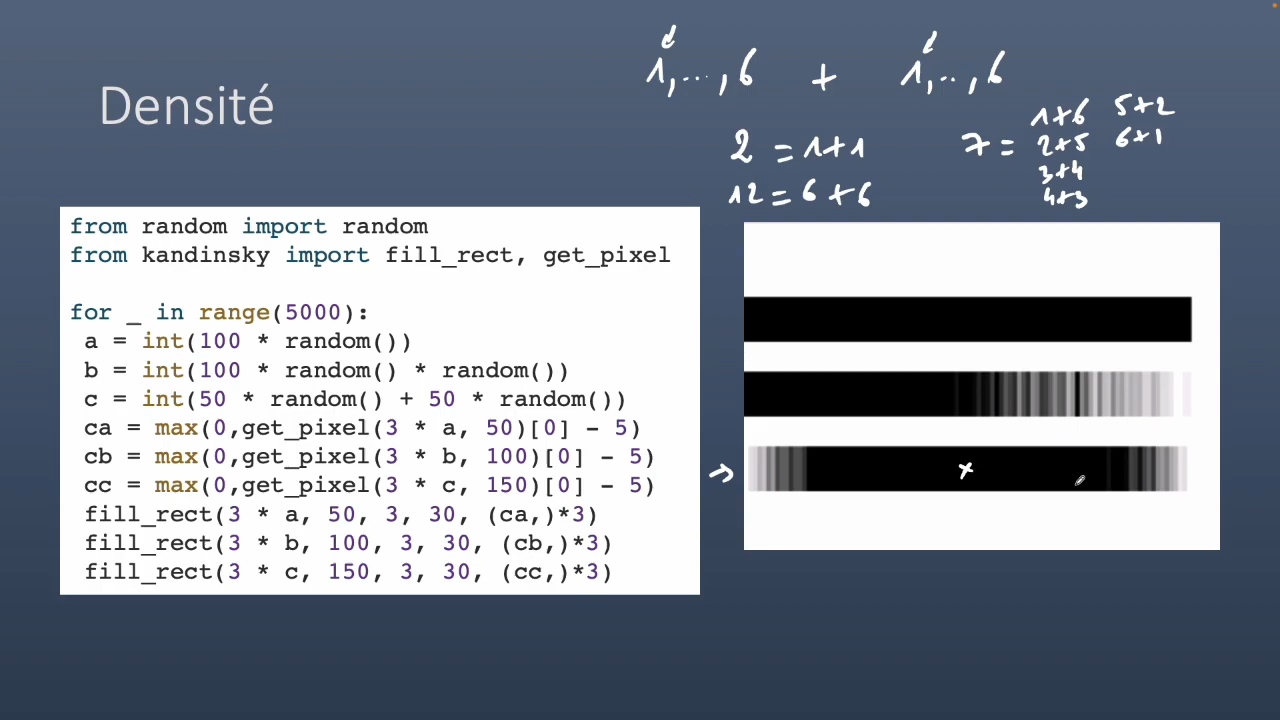 1,...,6 + 1,...,6
Densité
2 = 1+1
12 = 6+6
7 = 1+6
2+5
3+4
4+3
5+2
6+1
from random import random
from kandinsky import fill_rect, get_pixel
for _ in range(5000):
a = int(100 * random())
b = int(100 * random() * random())
c = int(50 * random() + 50 * random())
ca = max(0,get_pixel(3 * a, 50)[0] - 5)
cb = max(0,get_pixel(3 * b, 100)[0] - 5)
cc = max(0,get_pixel(3 * c, 150)[0] - 5)
fill_rect(3 * a, 50, 3, 30, (ca,)*3)
fill_rect(3 * b, 100, 3, 30, (cb,)*3)
fill_rect(3 * c, 150, 3, 30, (cc,)*3)